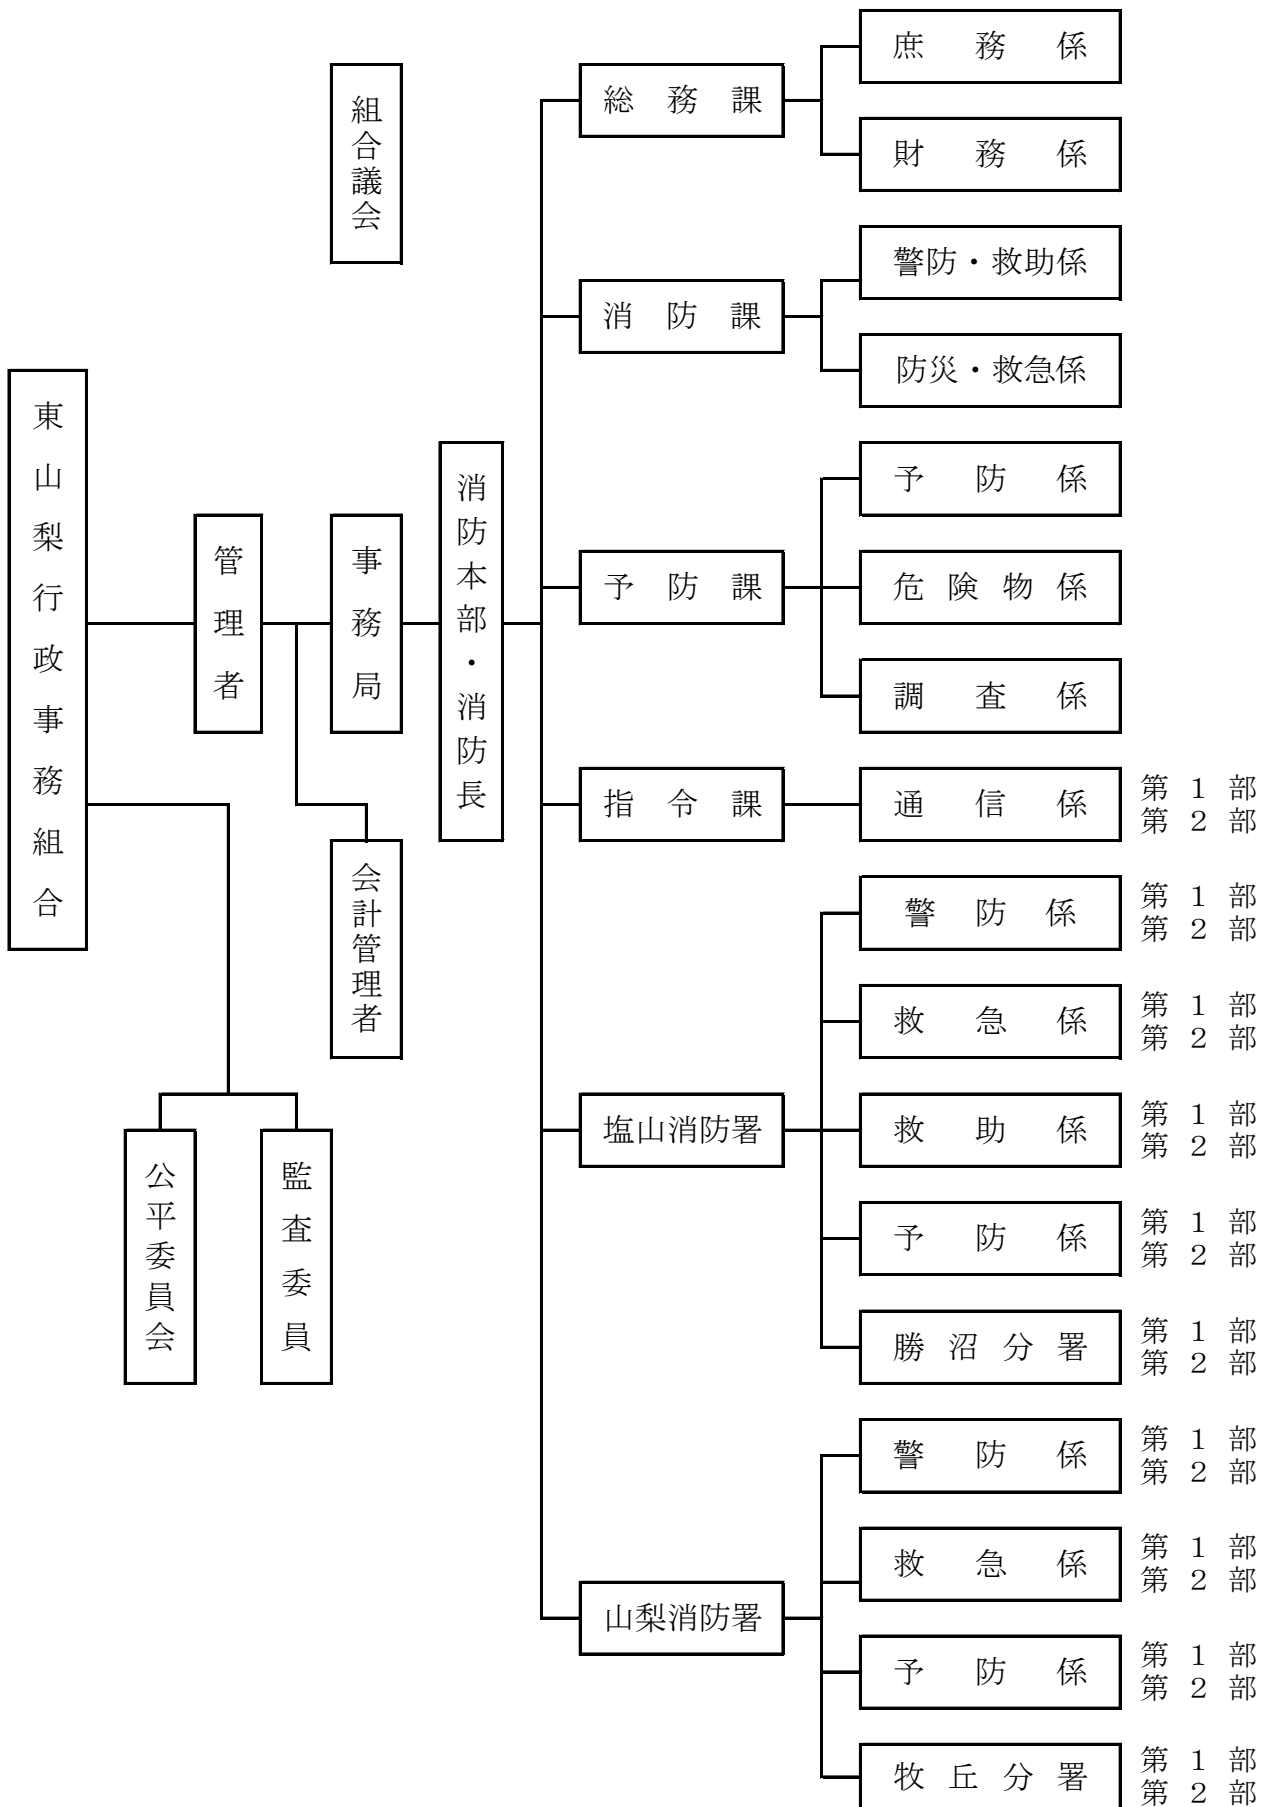 組合議会
東山梨行政事務組合
管理者
事務局
会計管理者
公平委員会
監査委員
消防本部・消防長
総務課
庶務係
財務係
消防課
警防・救助係
防災・救急係
予防課
予防係
危険物係
調査係
指令課
通信係
第1部
第2部
塩山消防署
警防係
第1部
第2部
救急係
第1部
第2部
救助係
第1部
第2部
予防係
第1部
第2部
勝沼分署
第1部
第2部
山梨消防署
警防係
第1部
第2部
救急係
第1部
第2部
予防係
第1部
第2部
牧丘分署
第1部
第2部